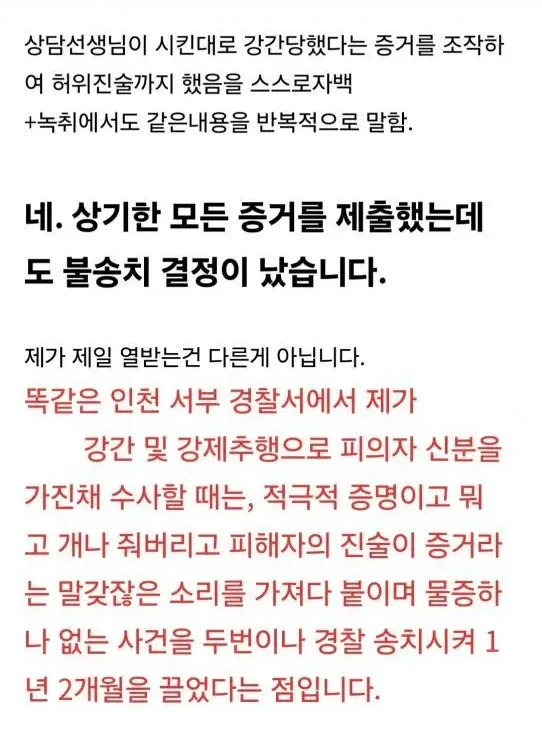 상담선생님이 시킨대로 강간당했다는 증거를 조작하
여 허위진술까지 했음을 스스로자백
+녹취에서도 같은내용을 반복적으로 말함.
네. 상기한 모든 증거를 제출했는데
도 불송치 결정이 났습니다.
제가 제일 열받는건 다른게 아닙니다.
똑같은 인천 서부 경찰서에서 제가
강간 및 강제추행으로 피의자 신분을
가진채 수사할 때는, 적극적 증명이고 뭐
고 개나 줘버리고 피해자의 진술이 증거라
는 말갖잖은 소리를 가져다 붙이며 물증하
나 없는 사건을 두번이나 경찰 송치시켜 1
년 2개월을 끌었다는 점입니다.